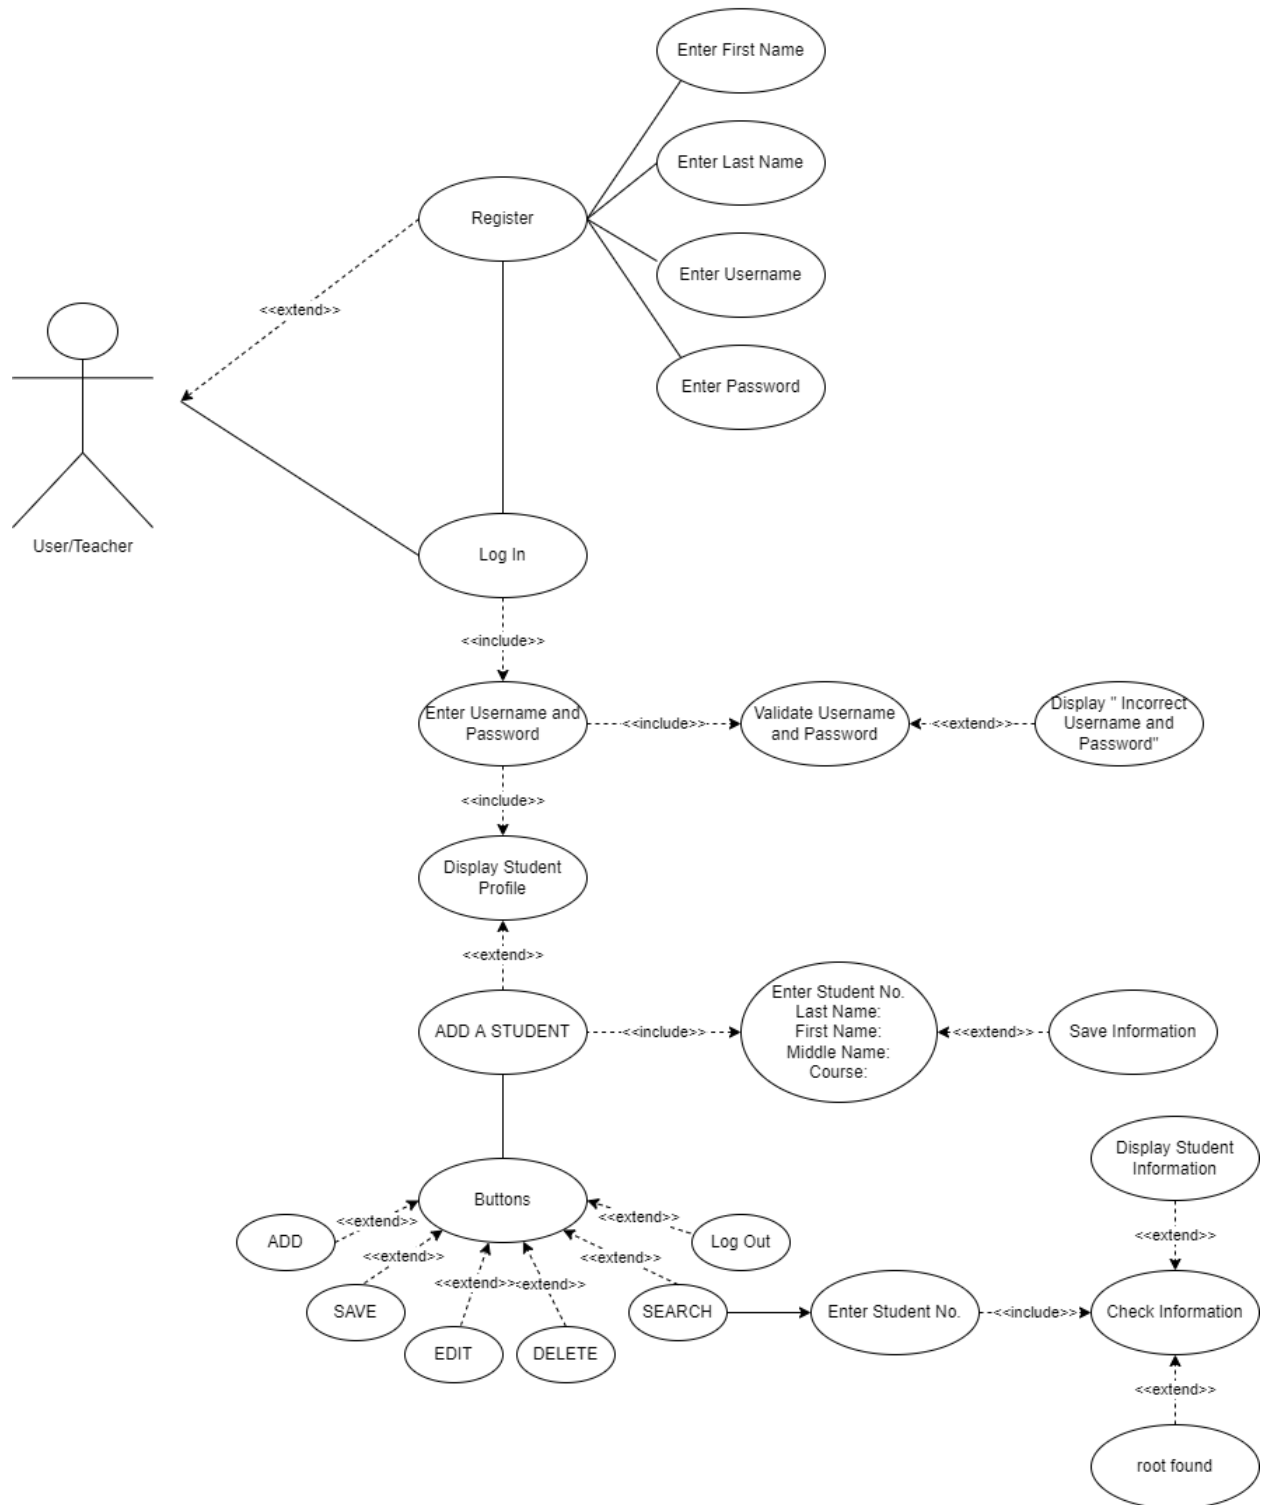 Enter First Name
Enter Last Name
Register
Enter Username
<<extend>>
Enter Password
User/Teacher
Log In
<<include>>
Enter Username and
Password
<<include>>
Validate Username
and Password
<<extend>>
Display " Incorrect
Username and
Password"
<<include>>
Display Student
Profile
<<extend>>
ADD A STUDENT
<<include>>
Enter Student No.
Last Name:
First Name:
Middle Name:
Course:
<<extend>>
Save Information
Display Student
Information
Buttons
<<extend>>
<<extend>>
<<extend>>
ADD
Log Out
<<extend>>
<<extend>>
<<extend>>
<<extend>>
SAVE
SEARCH
Enter Student No.
<<include>>
Check Information
EDIT
DELETE
<<extend>>
root found